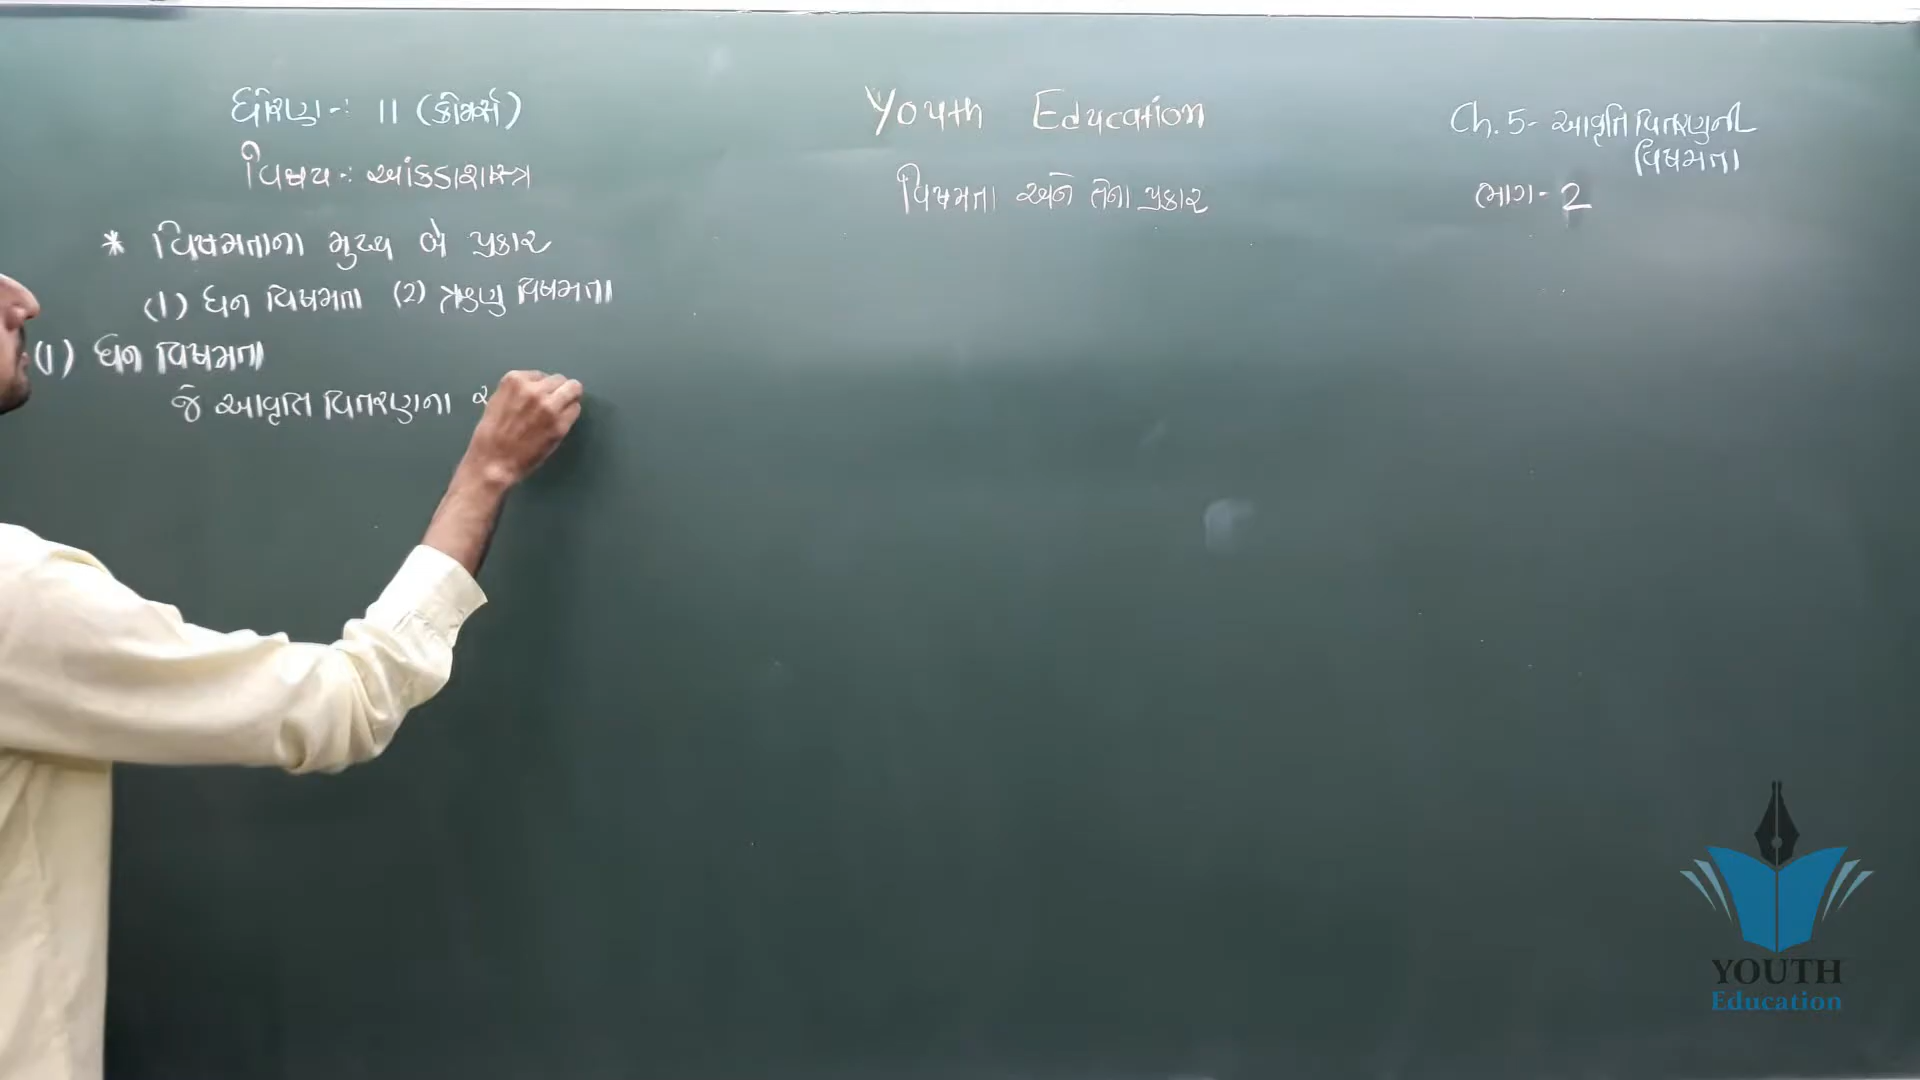 ધોરણ-: 11 (કોમર્સ)
વિષય-: આંકડાશાસ્ત્ર
Youth Education
વિષમતા અને તેના પ્રકાર
Ch. 5- આવૃતિ વિતરણની
વિષમતા
ભાગ- 2
* વિષમતાના મુખ્ય બે પ્રકાર
(1) ધન વિષમતા (2) ઋણ વિષમતા
(1) ધન વિષમતા
જે આવૃતિ વિતરણના
YOUTH
Education